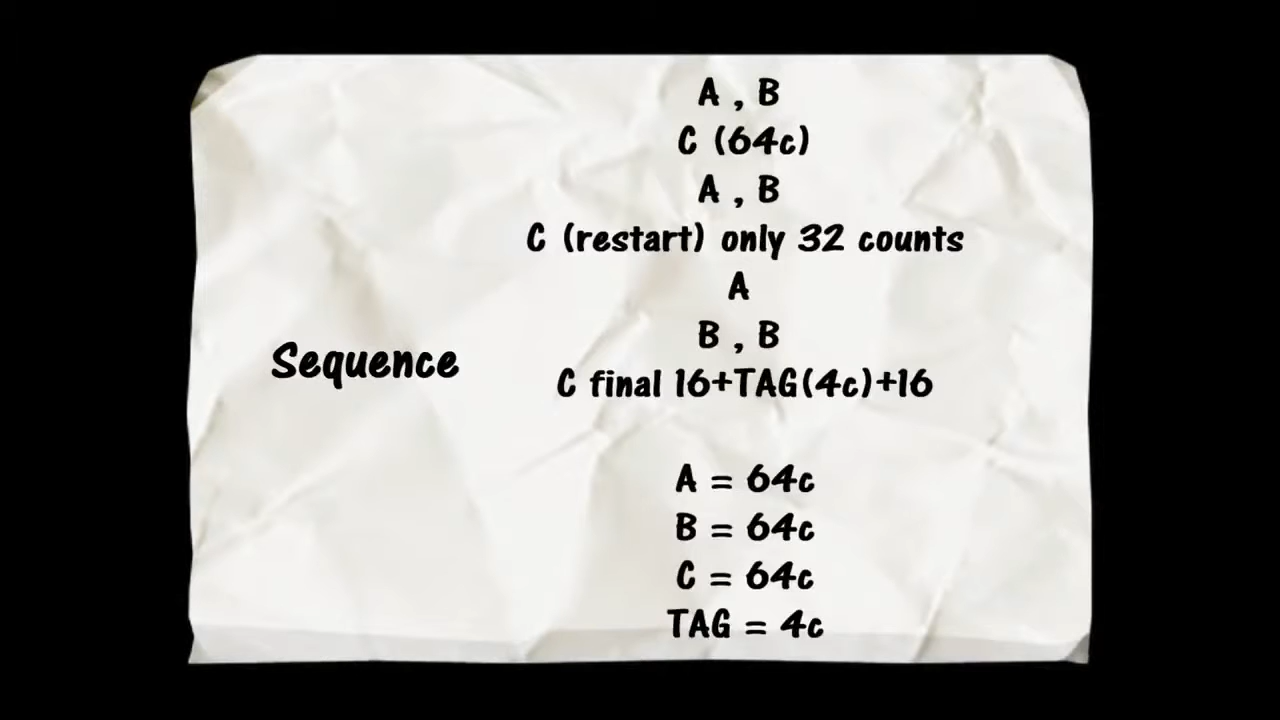 Sequence
A , B
C (64c)
A , B
C (restart) only 32 counts
A
B , B
C final 16+TAG(4c)+16
A = 64c
B = 64c
C = 64c
TAG = 4c